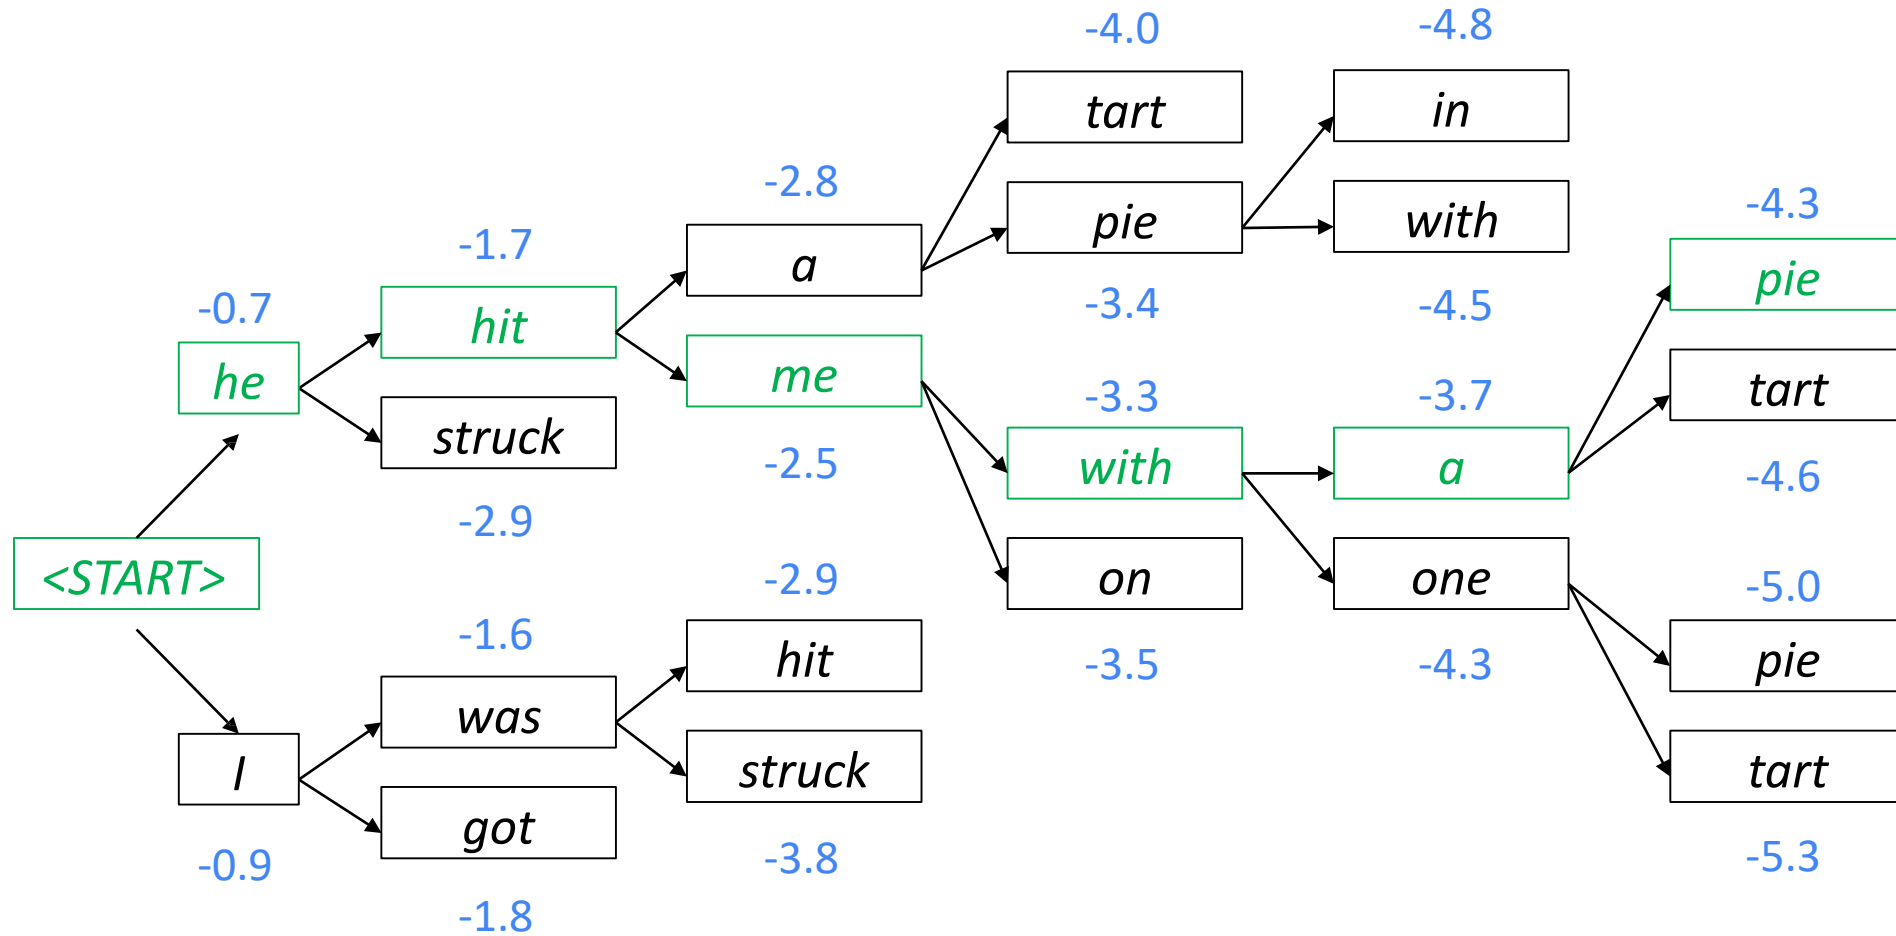 -4.0
-4.8
tart
in
-2.8
pie
with
-4.3
-1.7
a
-3.4
-4.5
pie
-0.7
hit
me
-3.3
-3.7
tart
he
struck
-2.5
with
a
-4.6
-2.9
<START>
-2.9
on
one
-5.0
-1.6
hit
-3.5
-4.3
pie
was
struck
tart
I
got
-3.8
-5.3
-0.9
-1.8